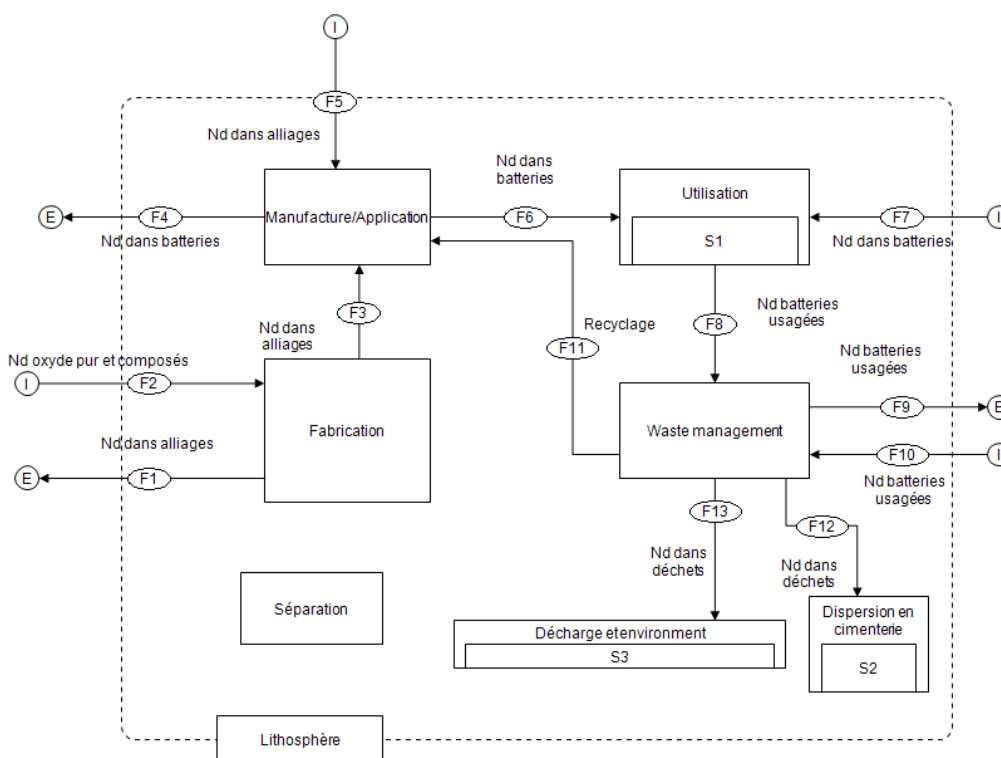 I
F5
Nd dans alliages
Nd dans
batteries
Manufacture/Application
Utilisation
S1
E
F4
Nd dans batteries
F6
F7
I
Nd dans batteries
Nd dans
alliages
F3
Recyclage
F11
F8
Nd batteries
usagées
Nd oxyde pur et composés
I
F2
Fabrication
Nd batteries
usagées
Waste management
F9
E
Nd dans alliages
E
F1
F10
I
Nd batteries
usagées
F13
F12
Nd dans
déchets
Nd dans
déchets
Séparation
Dispersion en
cimenterie
S2
Décharge etenvironment
S3
Lithosphère